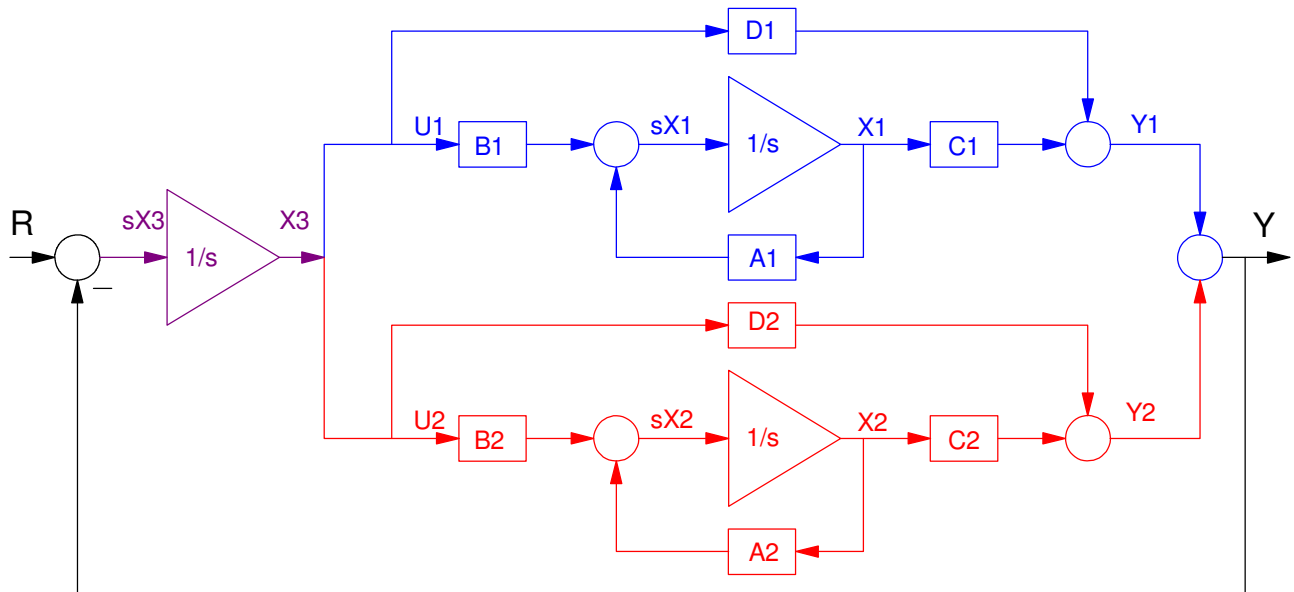 D1
U1
B1
sX1
1/s
X1
C1
Y1
A1
R
sX3
1/s
X3
Y
D2
U2
B2
sX2
1/s
X2
C2
Y2
A2